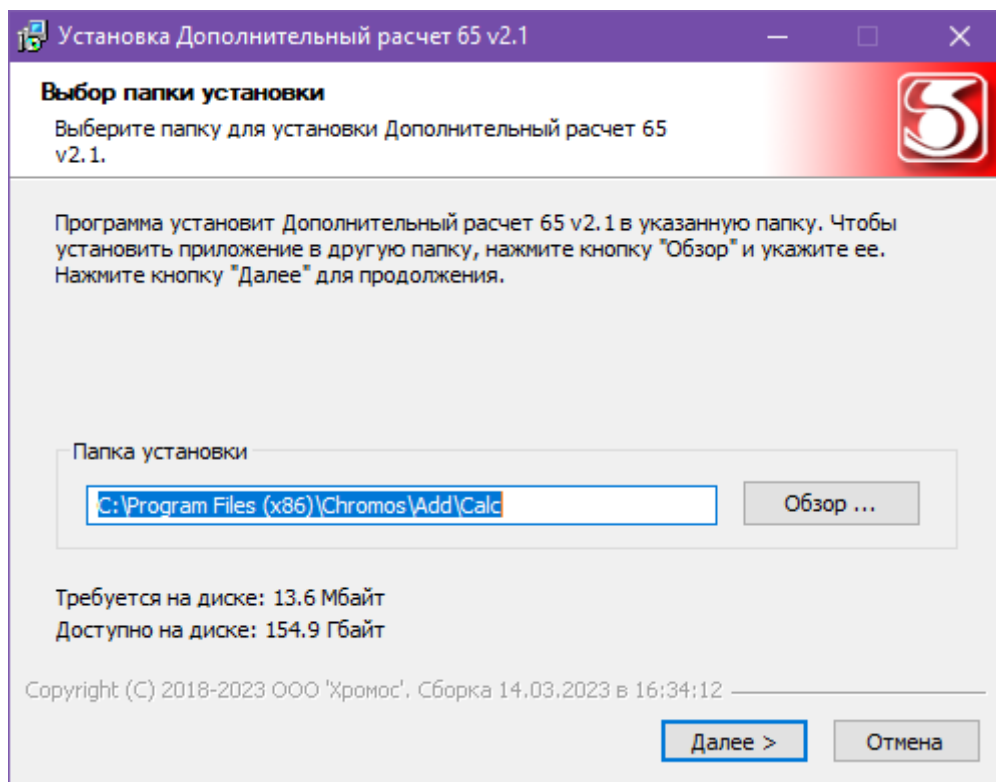 Установка Дополнительный расчет 65 v2.1
Выбор папки установки
Выберите папку для установки Дополнительный расчет 65
v2.1.
Программа установит Дополнительный расчет 65 v2.1 в указанную папку. Чтобы
установить приложение в другую папку, нажмите кнопку "Обзор" и укажите ее.
Нажмите кнопку "Далее" для продолжения.
Папка установки
C:\Program Files (x86)\Chromos\Add\Calc
Обзор ...
Требуется на диске: 13.6 Мбайт
Доступно на диске: 154.9 Гбайт
Copyright (C) 2018-2023 ООО 'Хромос'. Сборка 14.03.2023 в 16:34:12
Далее >
Отмена